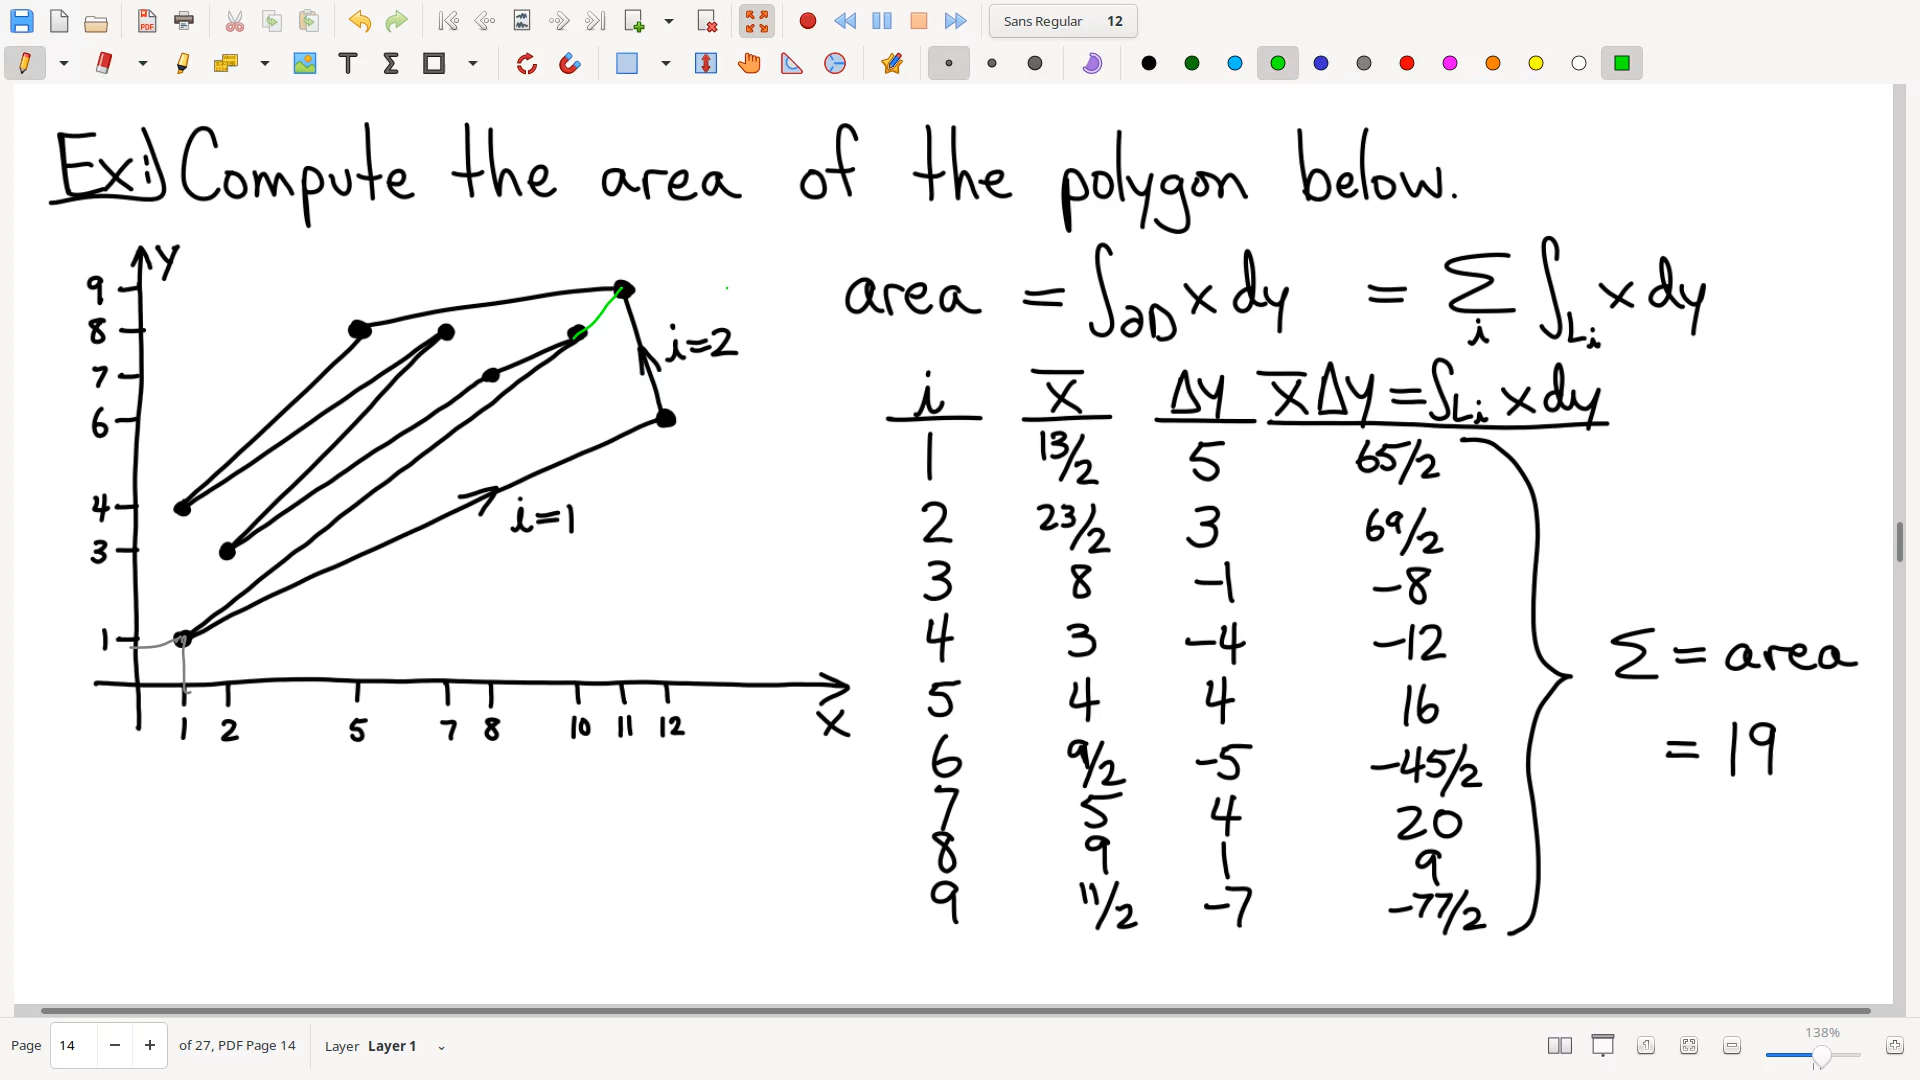 Sans Regular 12
Ex:) Compute the area of the polygon below.
Y
9
8
7
6
4
3
1
1 2 5 7 8 10 11 12
X
i=1
i=2
area = ∫∂D x dy = Σi ∫Li x dy
i x̄ ΔY x̄ΔY = ∫Li x dy
1 13/2 5 65/2
2 23/2 3 69/2
3 8 -1 -8
4 3 -4 -12
5 4 4 16
6 9/2 -5 -45/2
7 5 4 20
8 9 1 9
9 11/2 -7 -77/2
Σ = area
= 19
Page 14 of 27, PDF Page 14 Layer Layer 1 138%